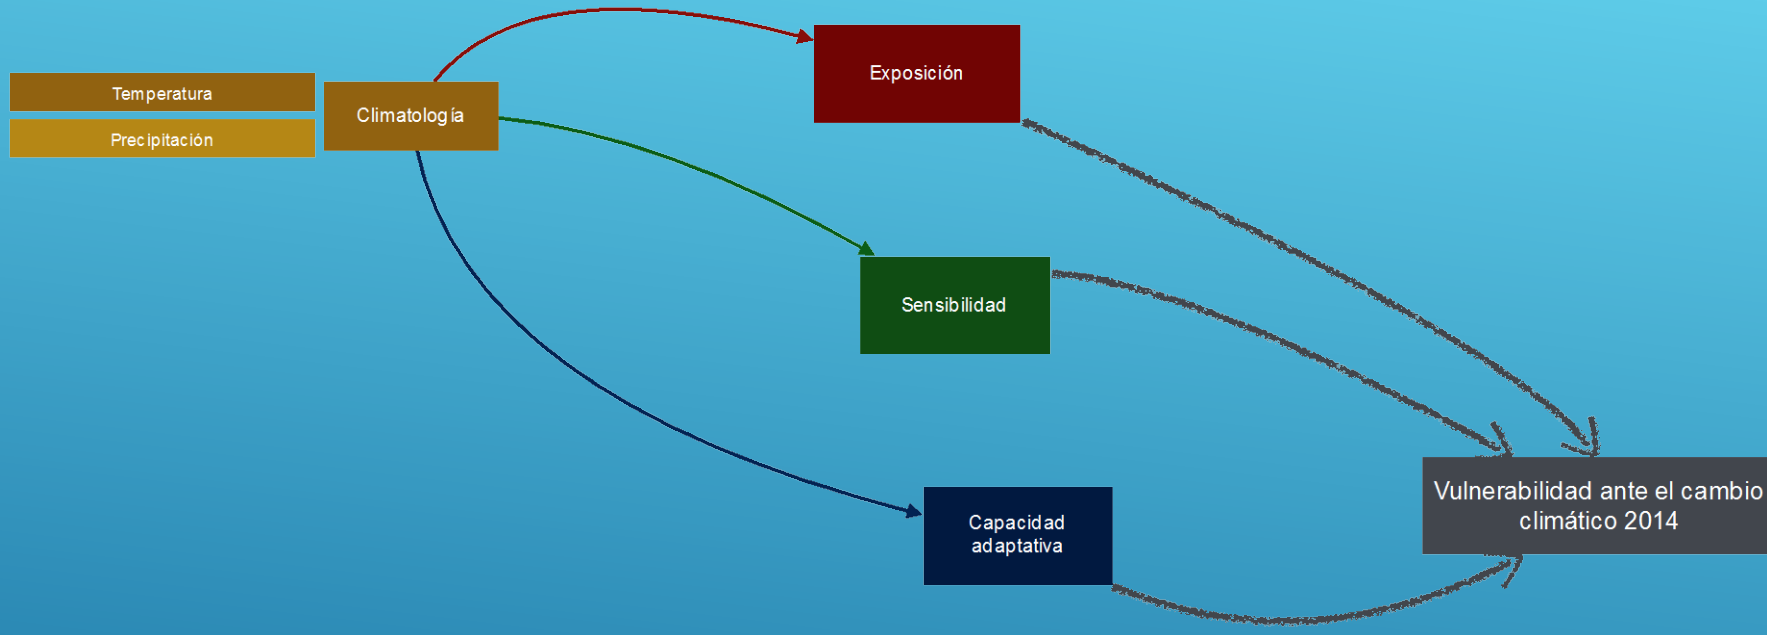 Temperatura
Precipitación
Climatología
Exposición
Sensibilidad
Capacidad
adaptativa
Vulnerabilidad ante el cambio
climático 2014